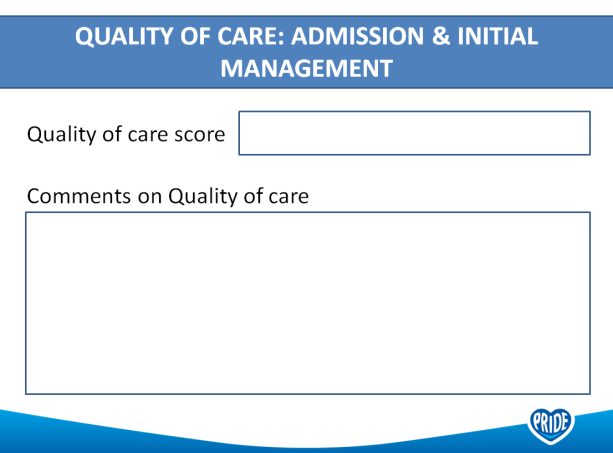 QUALITY OF CARE: ADMISSION & INITIAL
MANAGEMENT
Quality of care score
Comments on Quality of care
PRIDE